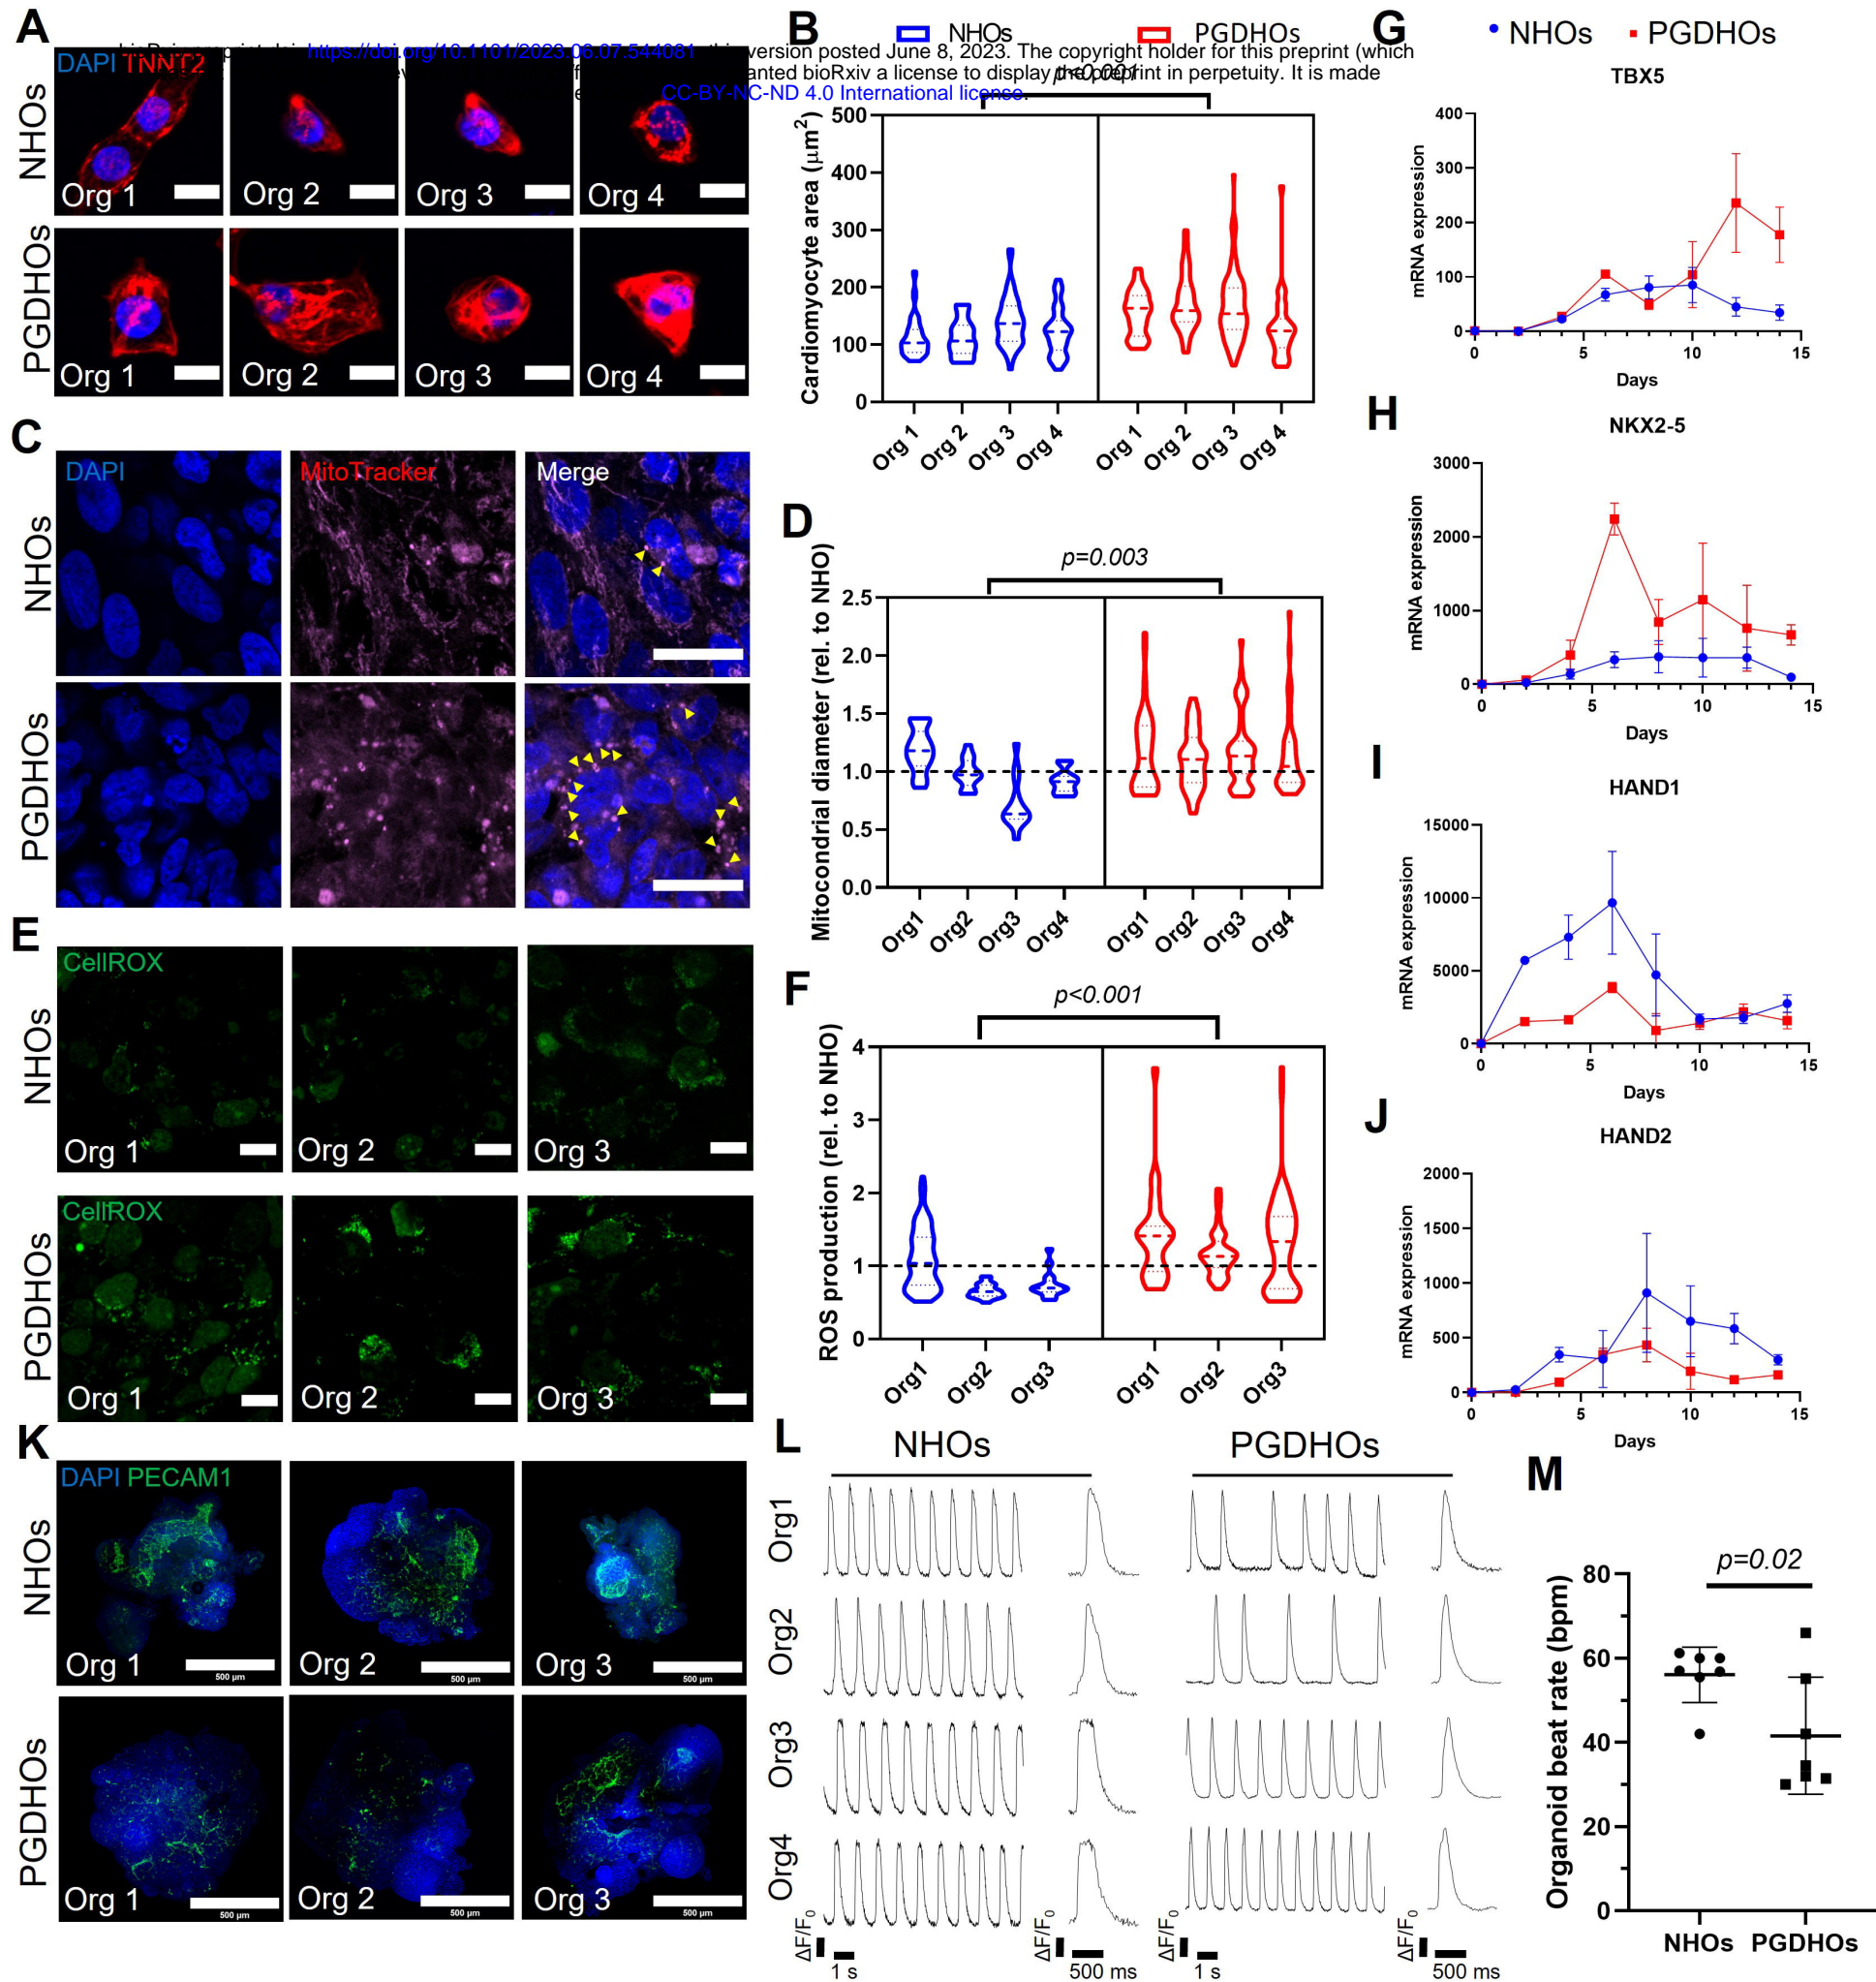 A
https://doi.org/10.1101/2023.06.07.544081
version posted June 8, 2023. The copyright holder for this preprint (which
anted bioRxiv a license to display the preprint in perpetuity. It is made
CC-BY-NC-ND 4.0 International license.
DAPI TNNT2
NHOs
Org 1
Org 2
Org 3
Org 4
PGDHOs
Org 1
Org 2
Org 3
Org 4
B
NHOs
PGDHOs
p<0.001
Cardiomyocyte area (μm2)
500
400
300
200
100
0
Org 1
Org 2
Org 3
Org 4
Org 1
Org 2
Org 3
Org 4
C
DAPI
MitoTracker
Merge
NHOs
PGDHOs
D
p=0.003
Mitocondrial diameter (rel. to NHO)
2.5
2.0
1.5
1.0
0.5
0.0
Org1
Org2
Org3
Org4
Org1
Org2
Org3
Org4
E
CellROX
NHOs
Org 1
Org 2
Org 3
CellROX
PGDHOs
Org 1
Org 2
Org 3
F
p<0.001
ROS production (rel. to NHO)
4
3
2
1
0
Org1
Org2
Org3
Org1
Org2
Org3
G
NHOs
PGDHOs
TBX5
mRNA expression
400
300
200
100
0
0
5
10
15
Days
H
NKX2-5
mRNA expression
3000
2000
1000
0
0
5
10
15
Days
I
HAND1
mRNA expression
15000
10000
5000
0
0
5
10
15
Days
J
HAND2
mRNA expression
2000
1500
1000
500
0
0
5
10
15
Days
K
DAPI PECAM1
NHOs
Org 1
500 μm
Org 2
500 μm
Org 3
500 μm
PGDHOs
Org 1
500 μm
Org 2
500 μm
Org 3
500 μm
L
NHOs
PGDHOs
Org1
Org2
Org3
Org4
ΔF/F0
1 s
ΔF/F0
500 ms
ΔF/F0
1 s
ΔF/F0
500 ms
M
p=0.02
Organoid beat rate (bpm)
80
60
40
20
0
NHOs
PGDHOs